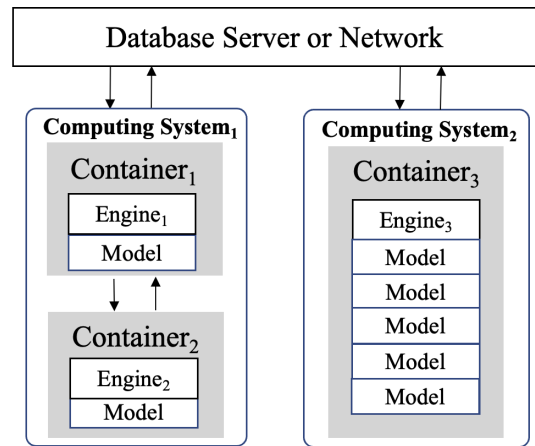 Database Server or Network
Computing System₁
Container₁
Engine₁
Model
Container₂
Engine₂
Model
Computing System₂
Container₃
Engine₃
Model
Model
Model
Model
Model